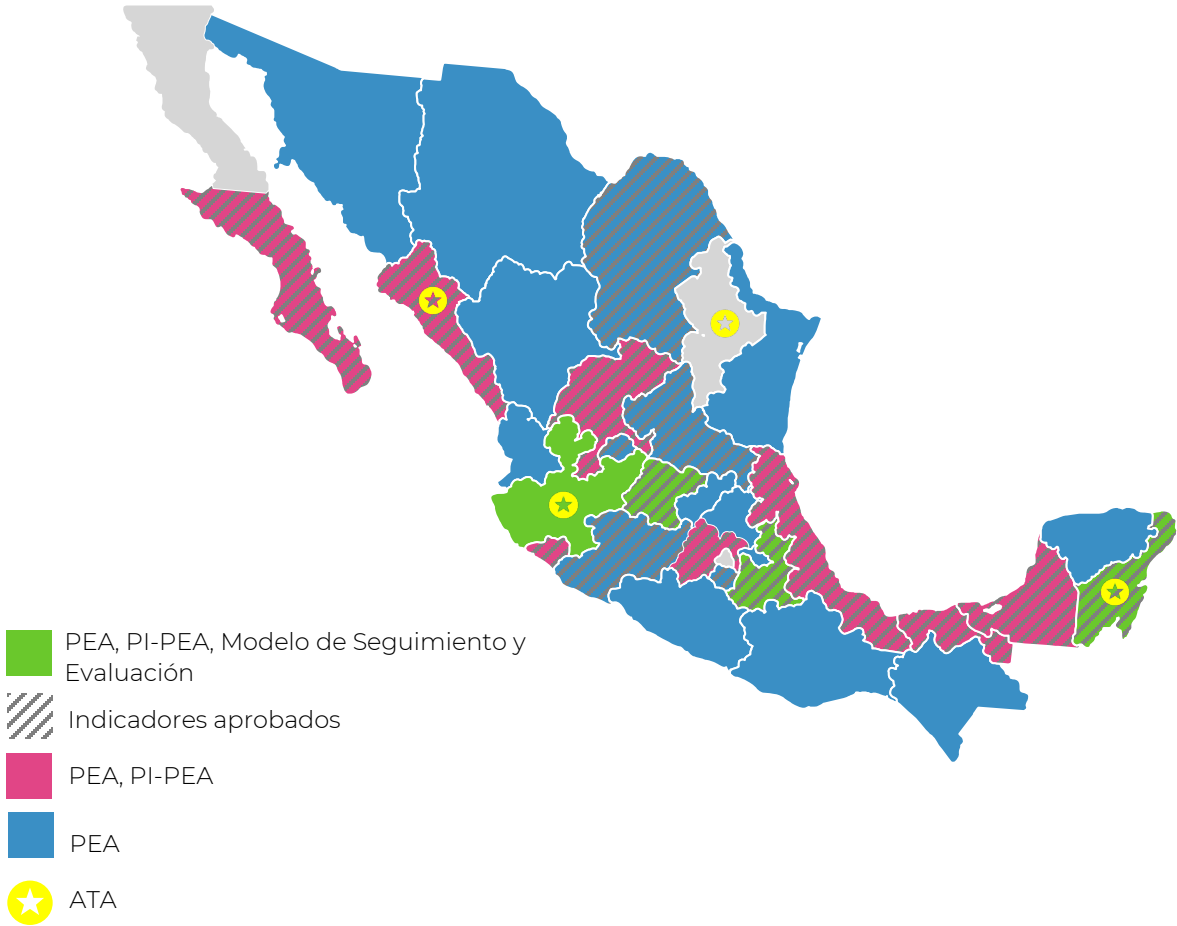 PEA, PI-PEA, Modelo de Seguimiento y
Evaluación
Indicadores aprobados
PEA, PI-PEA
PEA
ATA